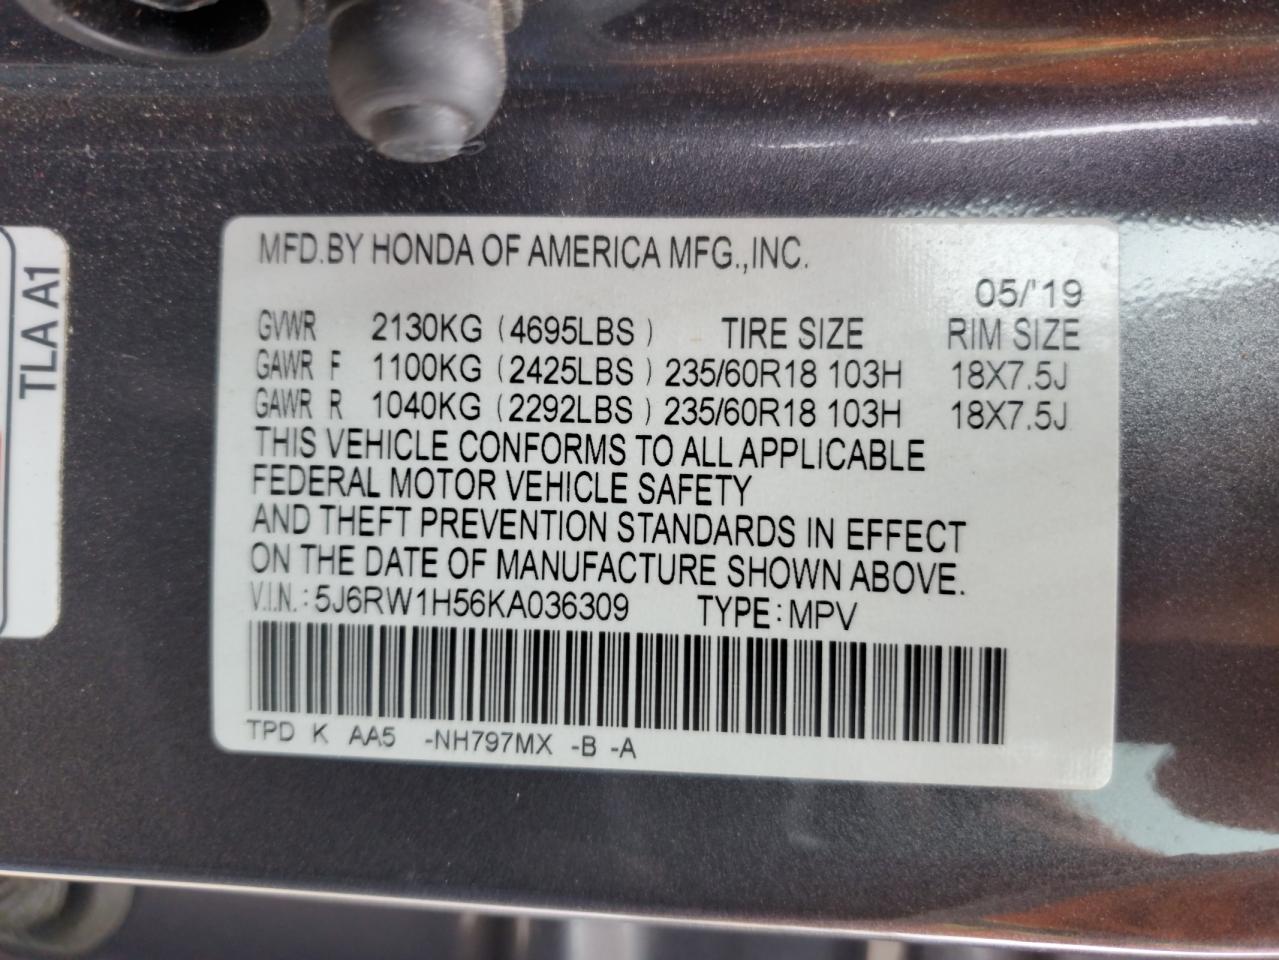 TLA A1
MFD.BY HONDA OF AMERICA MFG.,INC.
05/'19
GVWR 2130KG (4695LBS) TIRE SIZE RIM SIZE
GAWR F 1100KG (2425LBS) 235/60R18 103H 18X7.5J
GAWR R 1040KG (2292LBS) 235/60R18 103H 18X7.5J
THIS VEHICLE CONFORMS TO ALL APPLICABLE
FEDERAL MOTOR VEHICLE SAFETY
AND THEFT PREVENTION STANDARDS IN EFFECT
ON THE DATE OF MANUFACTURE SHOWN ABOVE.
V.I.N.:5J6RW1H56KA036309 TYPE:MPV
TPD K AA5 -NH797MX -B -A